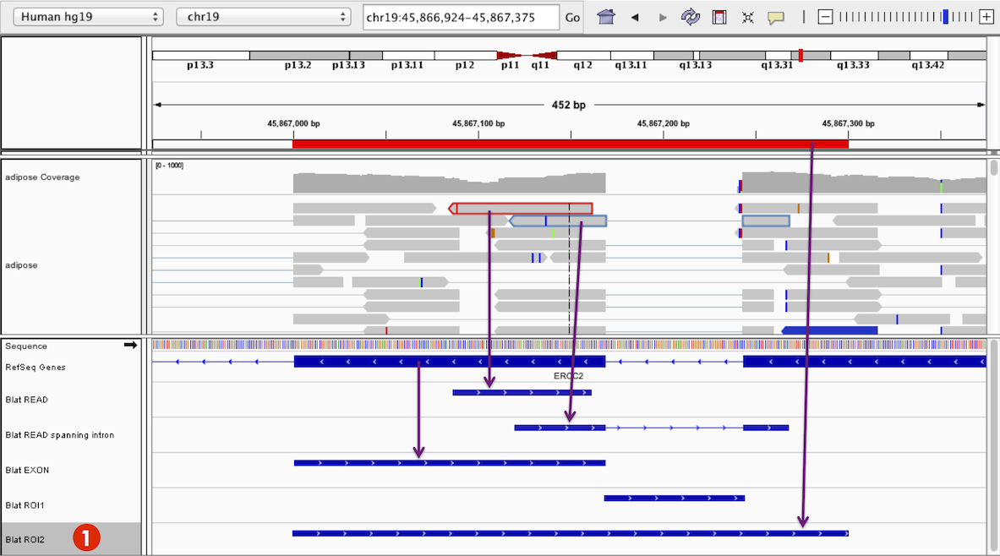 Human hg19 chr19 chr19:45,866,924-45,867,375 Go
p13.3 p13.2 p13.13 p13.11 p12 p11 q11 q12 q13.11 q13.13 q13.31 q13.33 q13.42
452 bp
45,867,000 bp 45,867,100 bp 45,867,200 bp 45,867,300 bp
[0 - 1000]
adipose Coverage
adipose
Sequence
RefSeq Genes
ERCC2
Blat READ
Blat READ spanning intron
Blat EXON
Blat ROI1
Blat ROI2 1